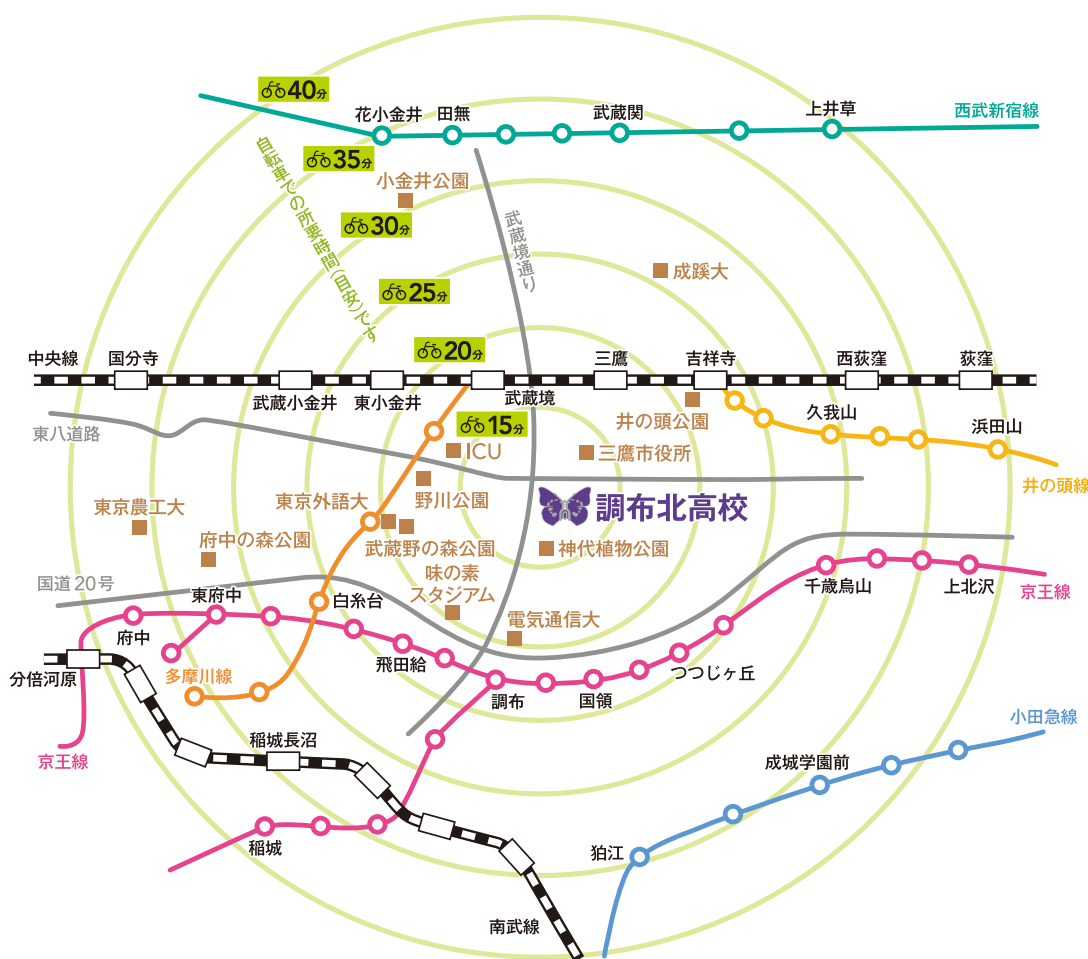 40分
花小金井
田無
武蔵関
上井草
西武新宿線
35分
自転車での所要時間(目安)です
小金井公園
30分
武蔵境通り
成蹊大
25分
20分
中央線
国分寺
三鷹
吉祥寺
西荻窪
荻窪
武蔵小金井
東小金井
武蔵境
15分
井の頭公園
久我山
浜田山
東八道路
ICU
三鷹市役所
井の頭線
東京外語大
野川公園
調布北高校
東京農工大
府中の森公園
武蔵野の森公園
神代植物公園
味の素
スタジアム
国道20号
東府中
白糸台
電気通信大
千歳烏山
上北沢
京王線
府中
分倍河原
多摩川線
飛田給
調布
国領
つつじヶ丘
小田急線
京王線
稲城長沼
成城学園前
稲城
狛江
南武線